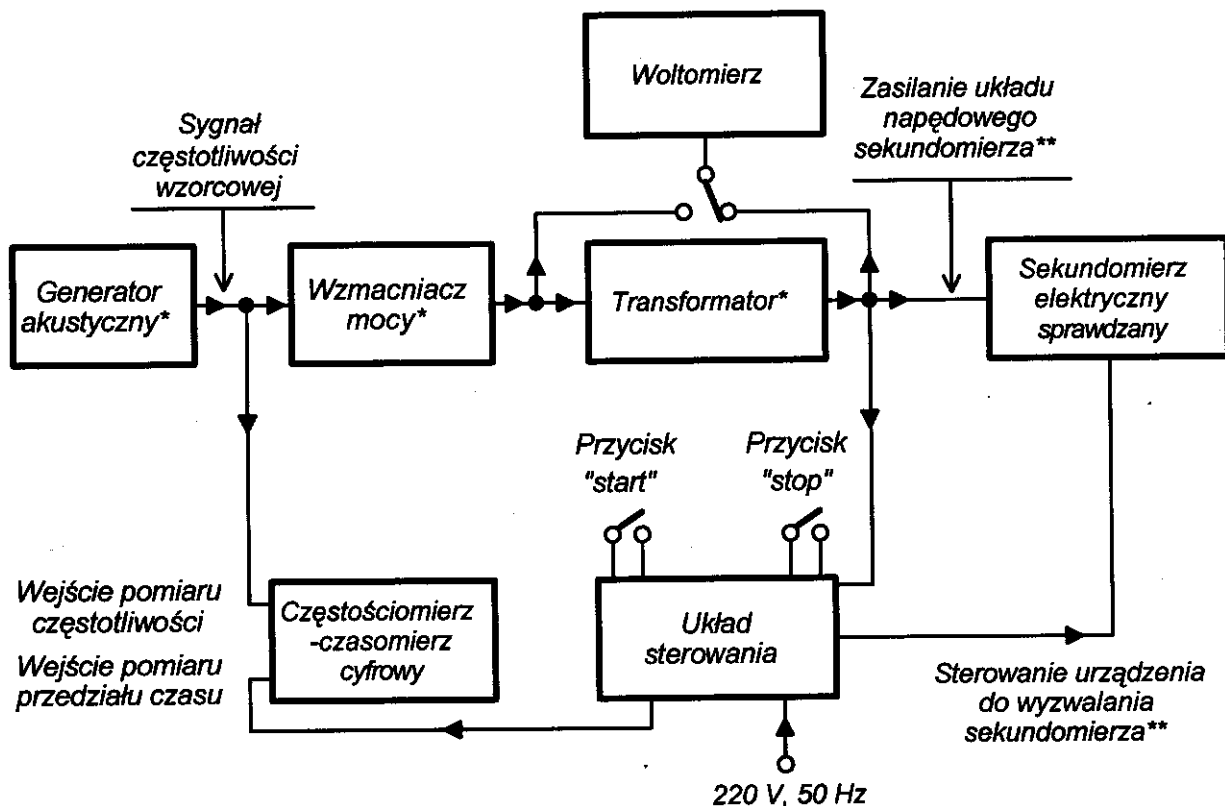 Woltomierz
Zasilanie układu
napędowego
sekundomierza**
Sygnał
częstotliwości
wzorcowej
Generator
akustyczny*
Wzmacniacz
mocy*
Transformator*
Sekundomierz
elektryczny
sprawdzany
Przycisk
"start"
Przycisk
"stop"
Wejście pomiaru
częstotliwości
Wejście pomiaru
przedziału czasu
Częstościomierz
-czasomierz
cyfrowy
Układ
sterowania
Sterowanie urządzenia
do wyzwalania
sekundomierza**
220 V, 50 Hz